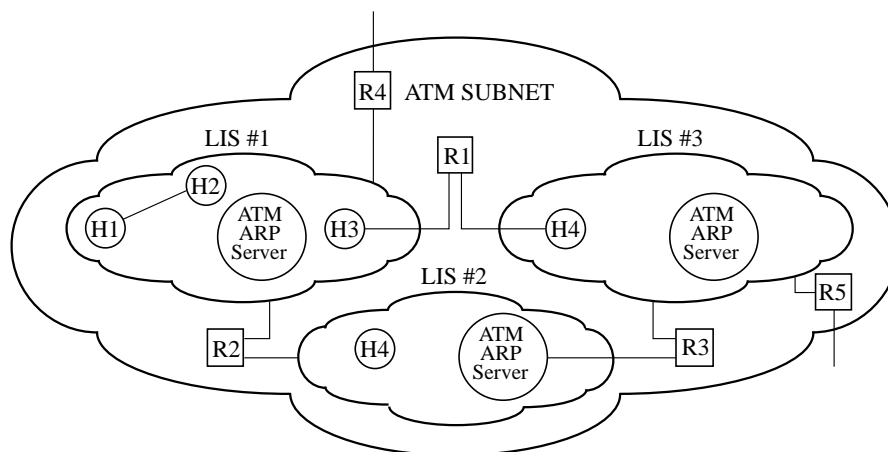 R4
ATM SUBNET
LIS #1
R1
LIS #3
H2
H1
ATM
ARP
Server
H3
H4
ATM
ARP
Server
LIS #2
R5
R2
H4
ATM
ARP
Server
R3